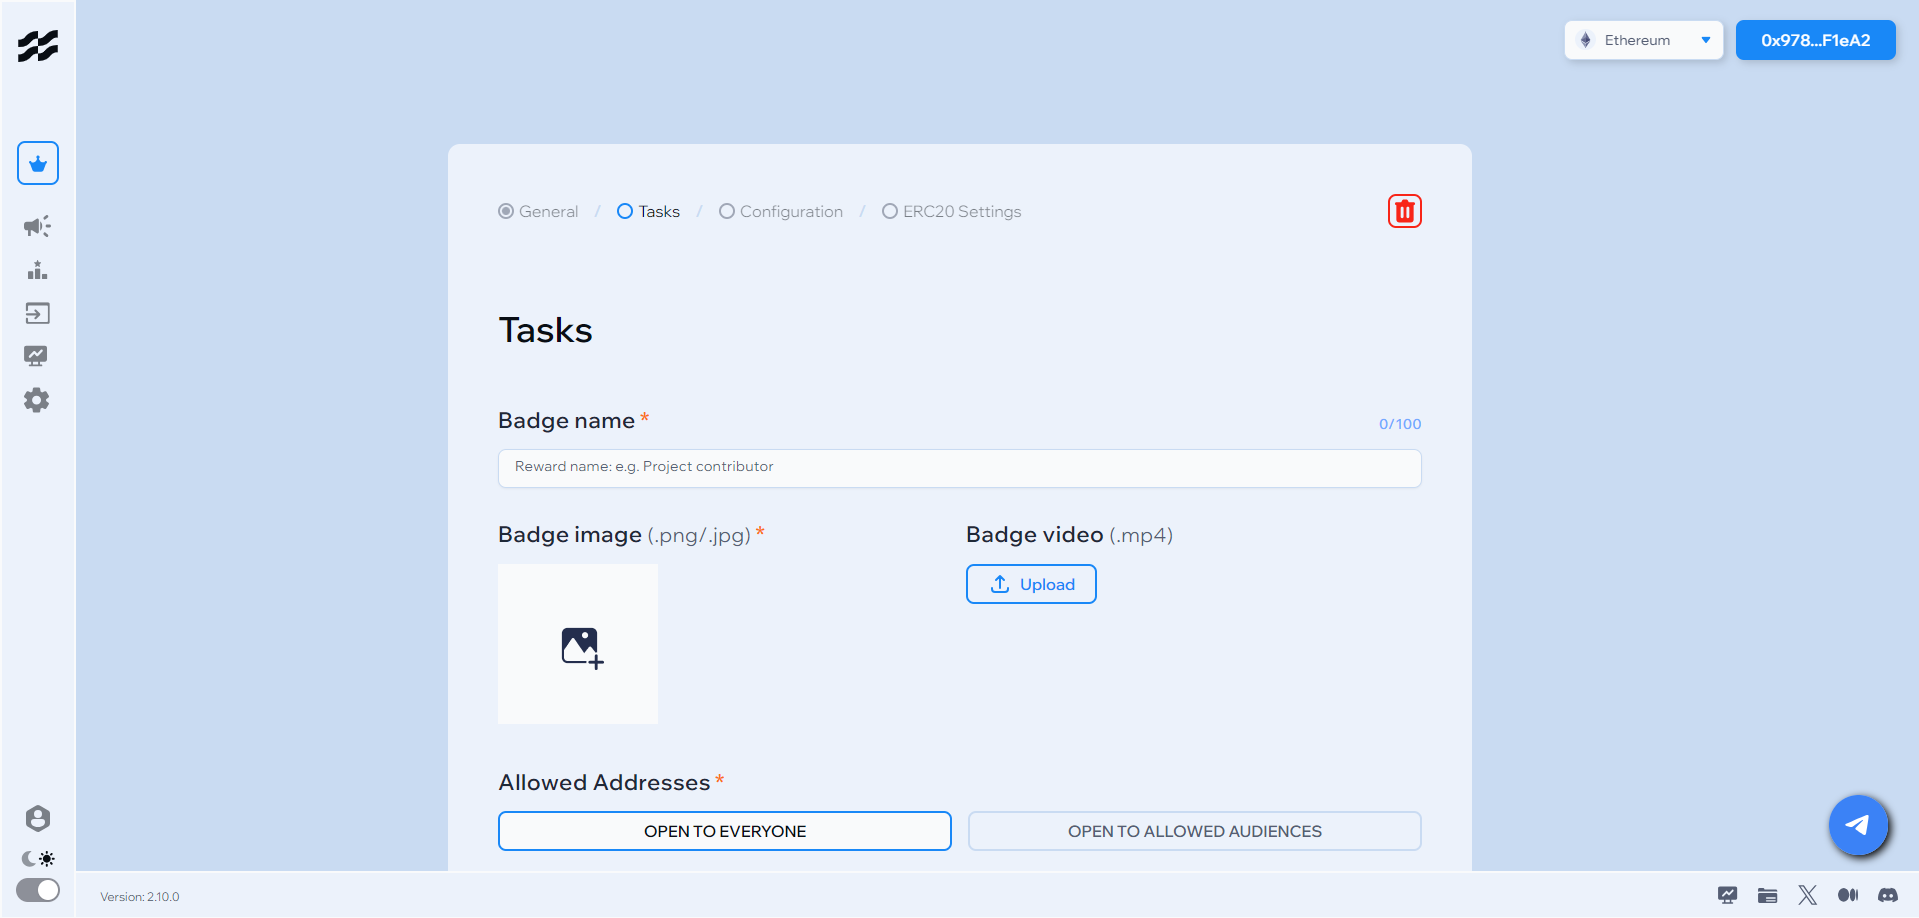 Ethereum
0x978...F1eA2
General / Tasks / Configuration / ERC20 Settings
Tasks
Badge name *
0/100
Reward name: e.g. Project contributor
Badge image (.png/.jpg) *
Badge video (.mp4)
Upload
Allowed Addresses *
OPEN TO EVERYONE
OPEN TO ALLOWED AUDIENCES
Version: 2.10.0